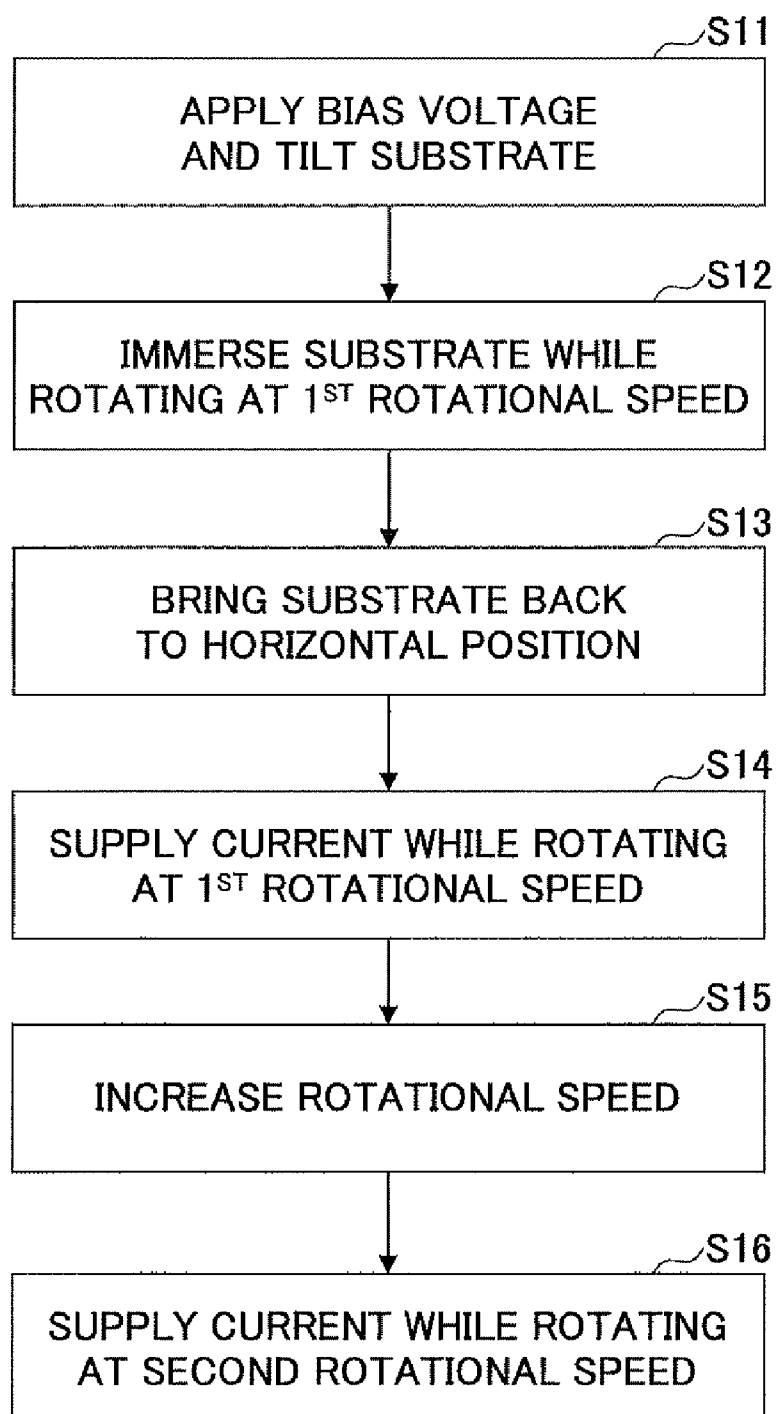 S11
APPLY BIAS VOLTAGE
AND TILT SUBSTRATE
S12
IMMERSE SUBSTRATE WHILE
ROTATING AT 1ST ROTATIONAL SPEED
S13
BRING SUBSTRATE BACK
TO HORIZONTAL POSITION
S14
SUPPLY CURRENT WHILE ROTATING
AT 1ST ROTATIONAL SPEED
S15
INCREASE ROTATIONAL SPEED
S16
SUPPLY CURRENT WHILE ROTATING
AT SECOND ROTATIONAL SPEED